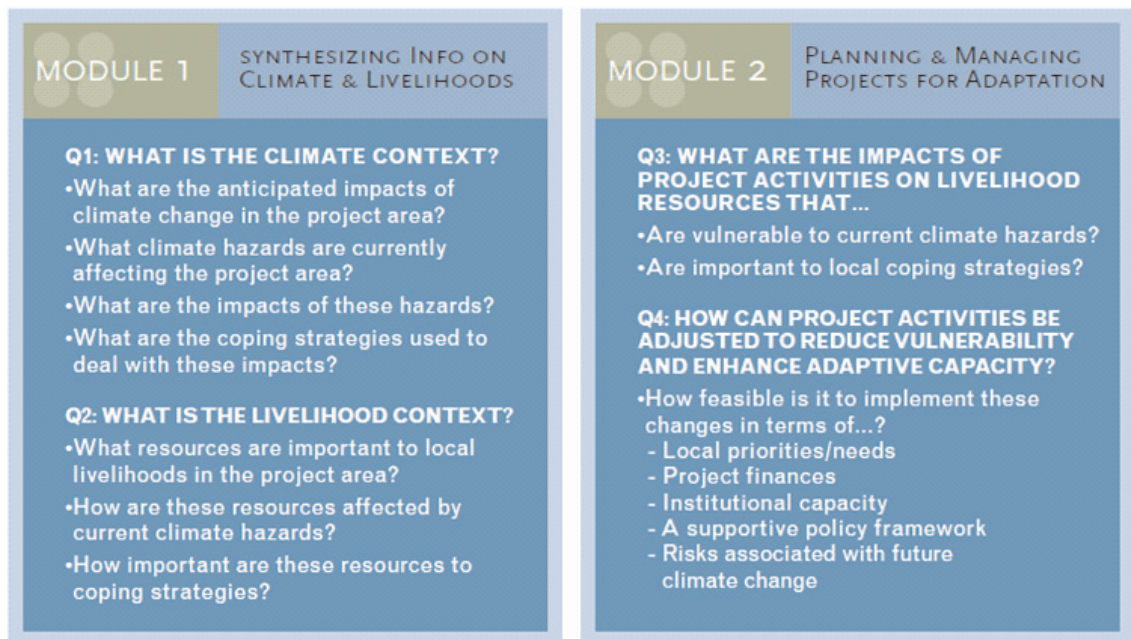 MODULE 1
SYNTHESIZING INFO ON
CLIMATE & LIVELIHOODS
Q1: WHAT IS THE CLIMATE CONTEXT?
•What are the anticipated impacts of
climate change in the project area?
•What climate hazards are currently
affecting the project area?
•What are the impacts of these hazards?
•What are the coping strategies used to
deal with these impacts?
Q2: WHAT IS THE LIVELIHOOD CONTEXT?
•What resources are important to local
livelihoods in the project area?
•How are these resources affected by
current climate hazards?
•How important are these resources to
coping strategies?
MODULE 2
PLANNING & MANAGING
PROJECTS FOR ADAPTATION
Q3: WHAT ARE THE IMPACTS OF
PROJECT ACTIVITIES ON LIVELIHOOD
RESOURCES THAT...
•Are vulnerable to current climate hazards?
•Are important to local coping strategies?
Q4: HOW CAN PROJECT ACTIVITIES BE
ADJUSTED TO REDUCE VULNERABILITY
AND ENHANCE ADAPTIVE CAPACITY?
•How feasible is it to implement these
changes in terms of...?
- Local priorities/needs
- Project finances
- Institutional capacity
- A supportive policy framework
- Risks associated with future
climate change